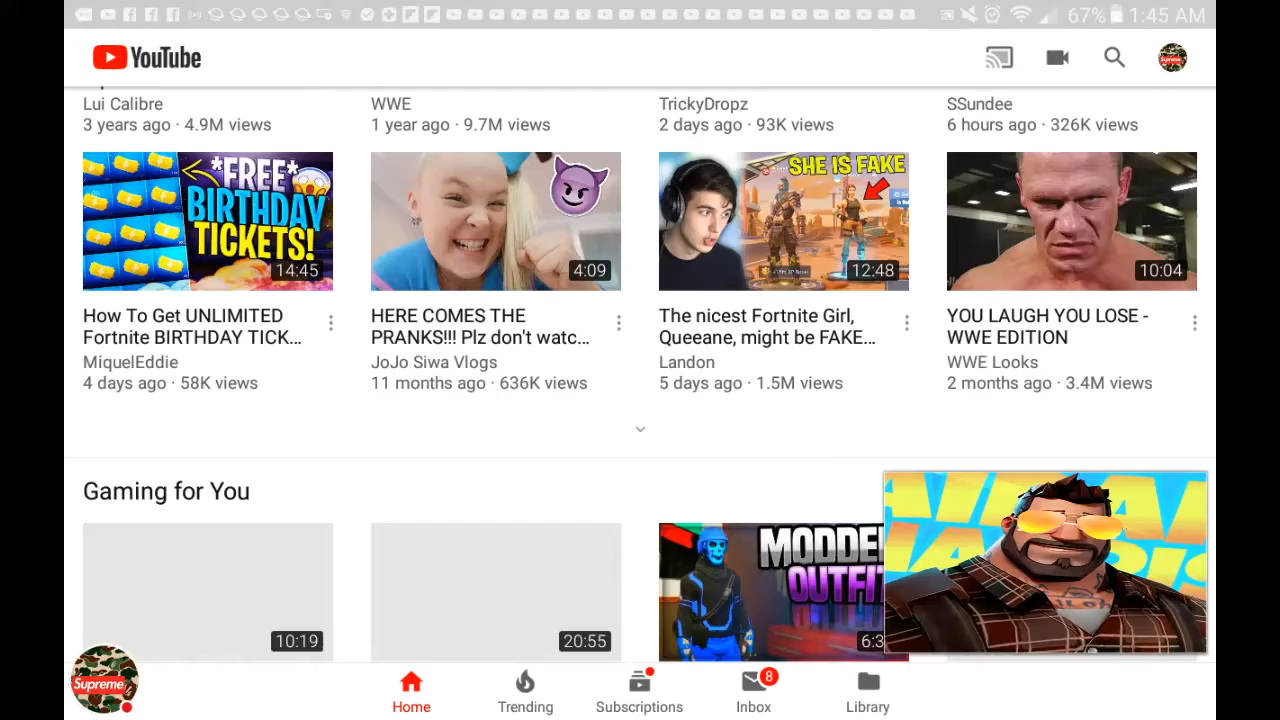 67% 1:45 AM
YouTube
Supreme
Lui Calibre
3 years ago · 4.9M views
WWE
1 year ago · 9.7M views
TrickyDropz
2 days ago · 93K views
SSundee
6 hours ago · 326K views
*FREE*
BIRTHDAY
TICKETS!
14:45
4:09
SHE IS FAKE
12:48
10:04
How To Get UNLIMITED
Fortnite BIRTHDAY TICK...
MiquelEddie
4 days ago · 58K views
HERE COMES THE
PRANKS!!! Plz don't watc...
JoJo Siwa Vlogs
11 months ago · 636K views
The nicest Fortnite Girl,
Queeane, might be FAKE...
Landon
5 days ago · 1.5M views
YOU LAUGH YOU LOSE -
WWE EDITION
WWE Looks
2 months ago · 3.4M views
Gaming for You
10:19
20:55
MODDE
OUTFI
6:3
Supreme
Home
Trending
Subscriptions
8
Inbox
Library